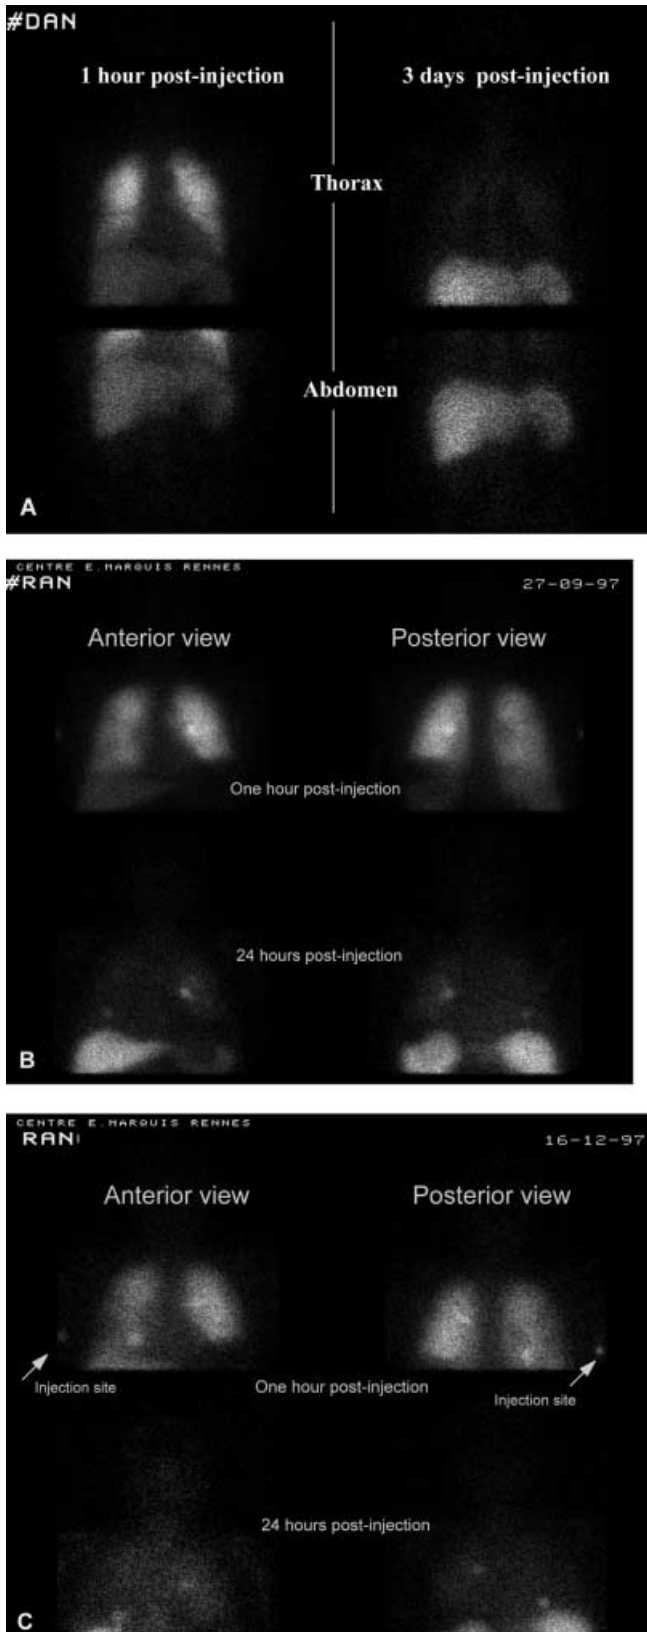 #DAN
1 hour post-injection
3 days post-injection
Thorax
Abdomen
A
CENTRE E.MARQUIS RENNES
#RAN
27-09-97
Anterior view
Posterior view
One hour post-injection
24 hours post-injection
B
CENTRE E.MARQUIS RENNES
RAN
16-12-97
Anterior view
Posterior view
Injection site
One hour post-injection
Injection site
24 hours post-injection
C